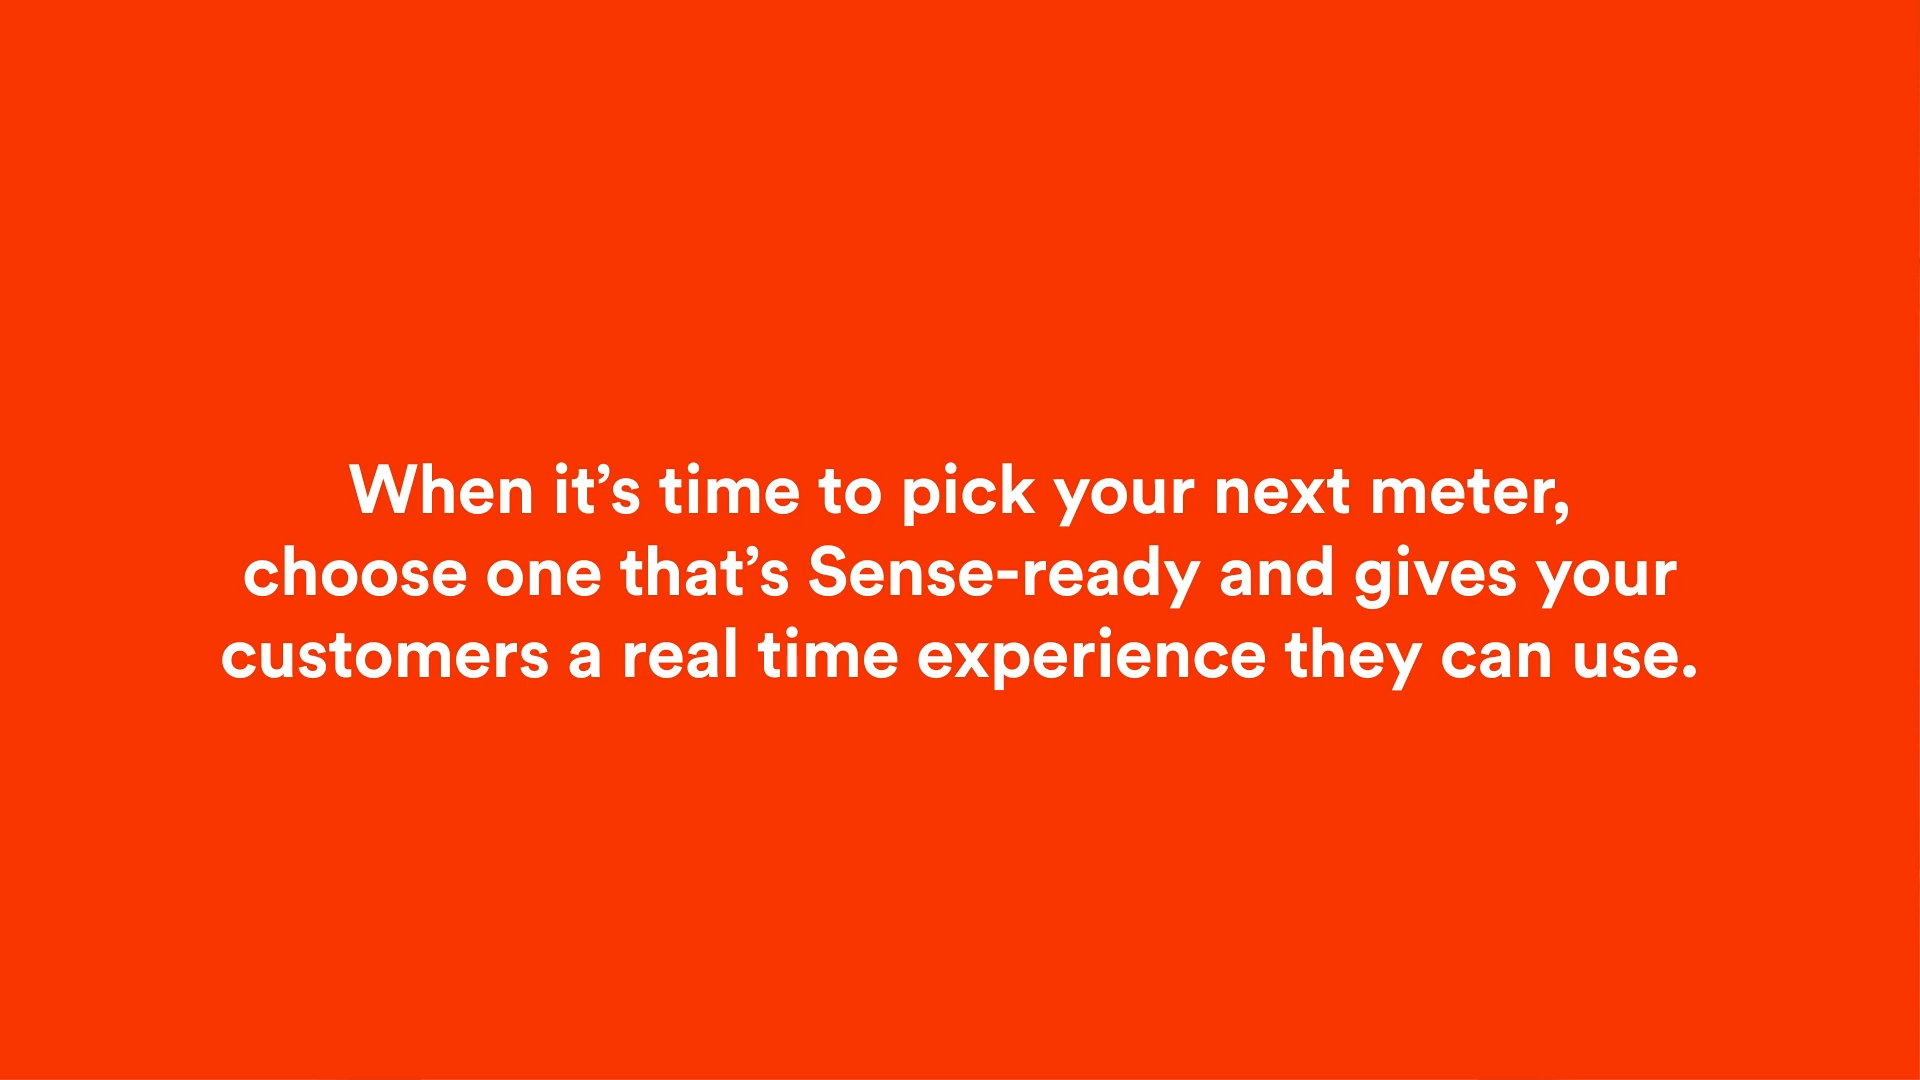 When it’s time to pick your next meter,
choose one that’s Sense-ready and gives your
customers a real time experience they can use.